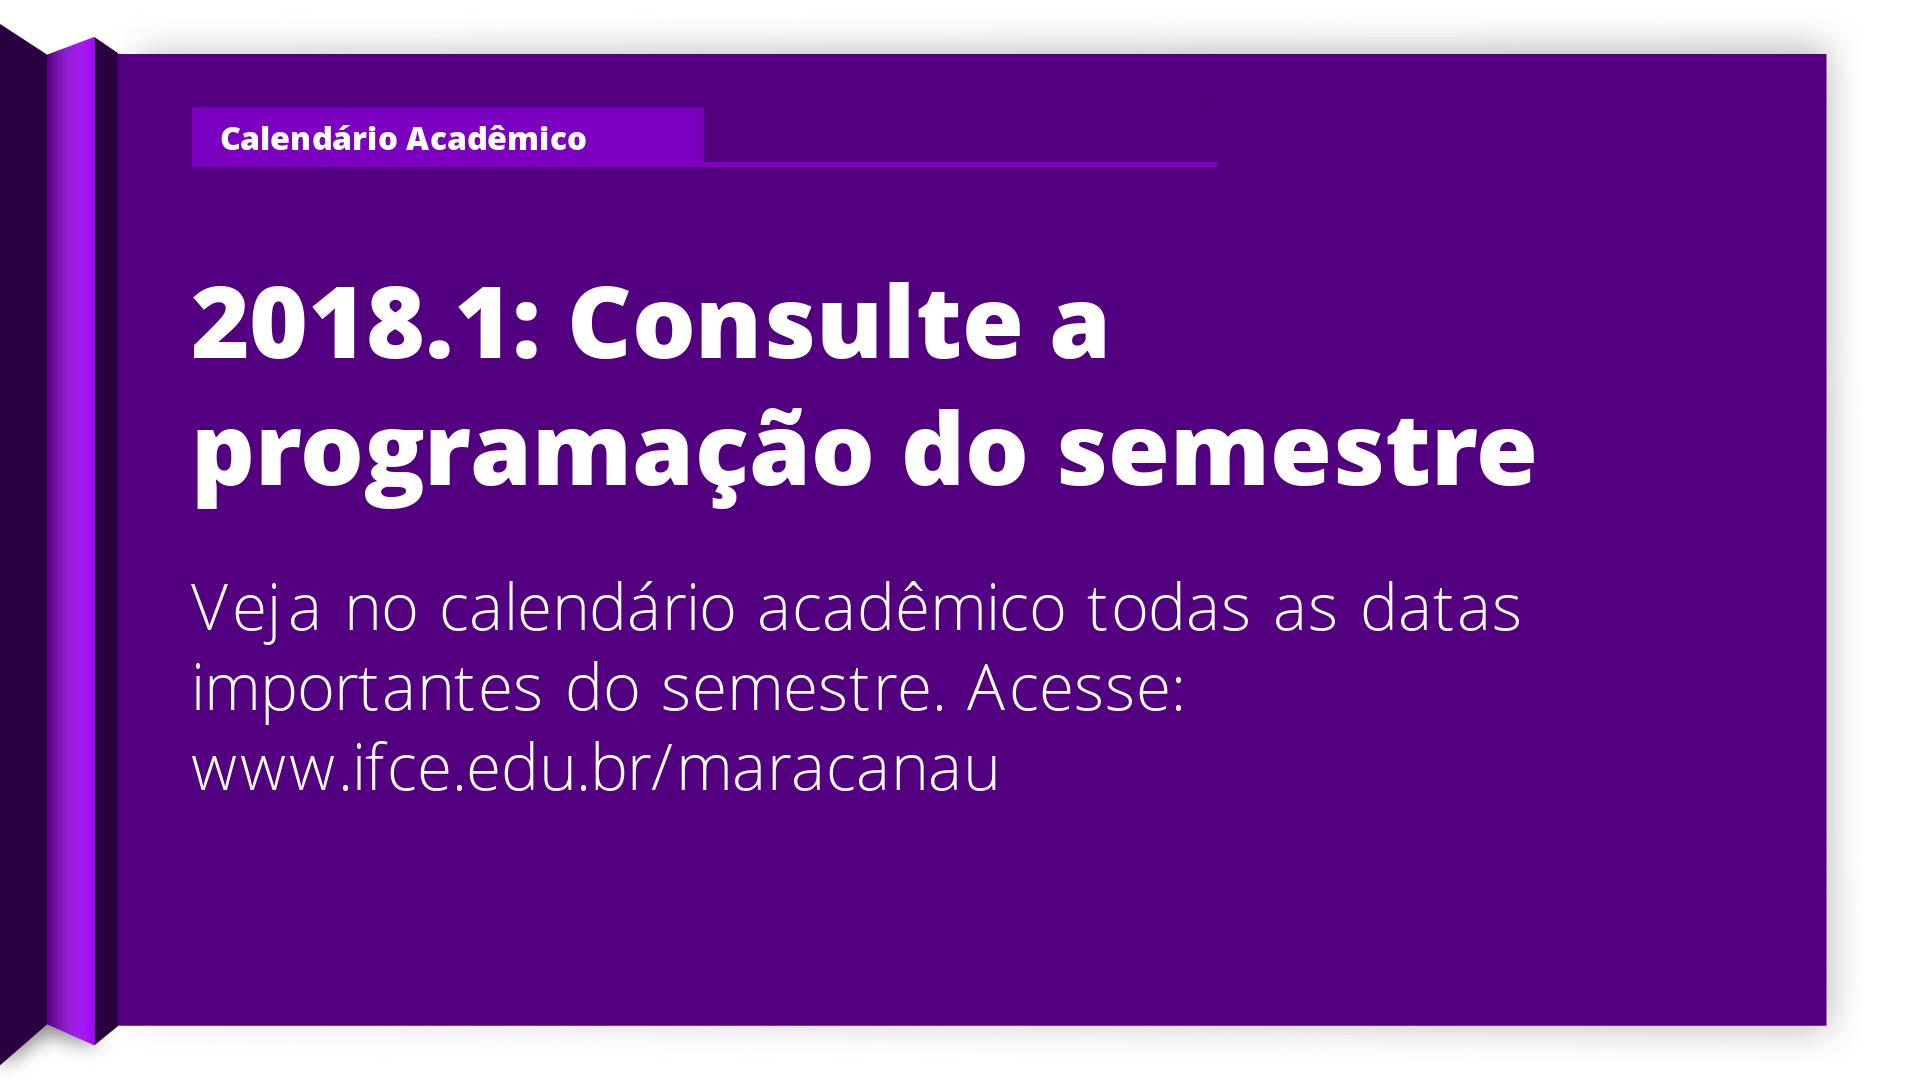 Calendário Acadêmico
2018.1: Consulte a
programação do semestre
Veja no calendário acadêmico todas as datas
importantes do semestre. Acesse:
www.ifce.edu.br/maracanau